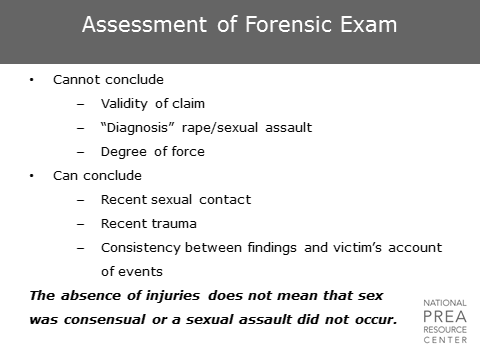 Assessment of Forensic Exam
• Cannot conclude
– Validity of claim
– “Diagnosis” rape/sexual assault
– Degree of force
• Can conclude
– Recent sexual contact
– Recent trauma
– Consistency between findings and victim’s account
of events
The absence of injuries does not mean that sex
was consensual or a sexual assault did not occur.
NATIONAL
PREA
RESOURCE
CENTER